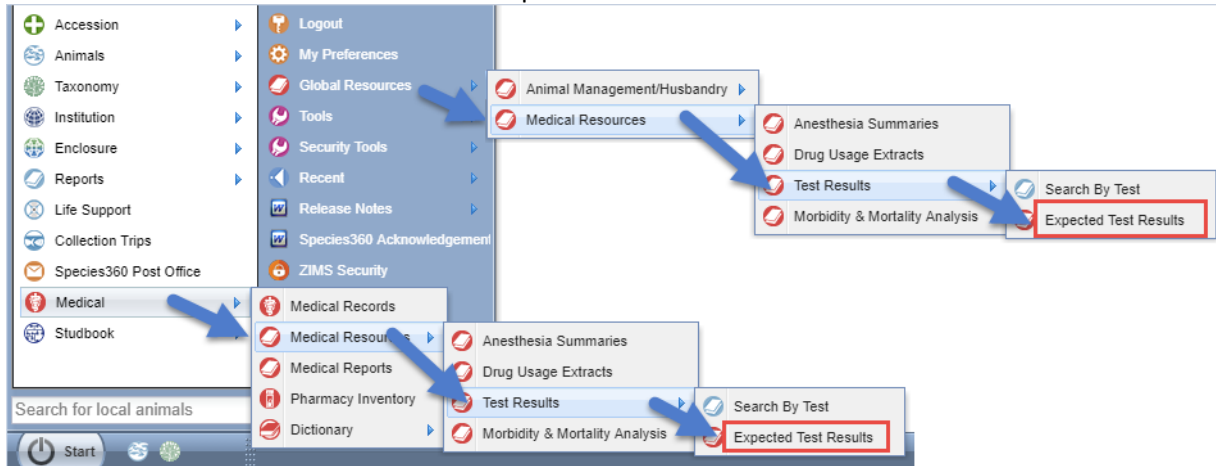 Accession
Animals
Taxonomy
Institution
Enclosure
Reports
Life Support
Collection Trips
Species360 Post Office
Medical
Studbook
Search for local animals
Start
Logout
My Preferences
Global Resources
Tools
Security Tools
Recent
Release Notes
Species360 Acknowledgement
ZIMS Security
Animal Management/Husbandry
Medical Resources
Anesthesia Summaries
Drug Usage Extracts
Test Results
Morbidity & Mortality Analysis
Search By Test
Expected Test Results
Medical Records
Medical Resources
Medical Reports
Pharmacy Inventory
Dictionary
Anesthesia Summaries
Drug Usage Extracts
Test Results
Morbidity & Mortality Analysis
Search By Test
Expected Test Results